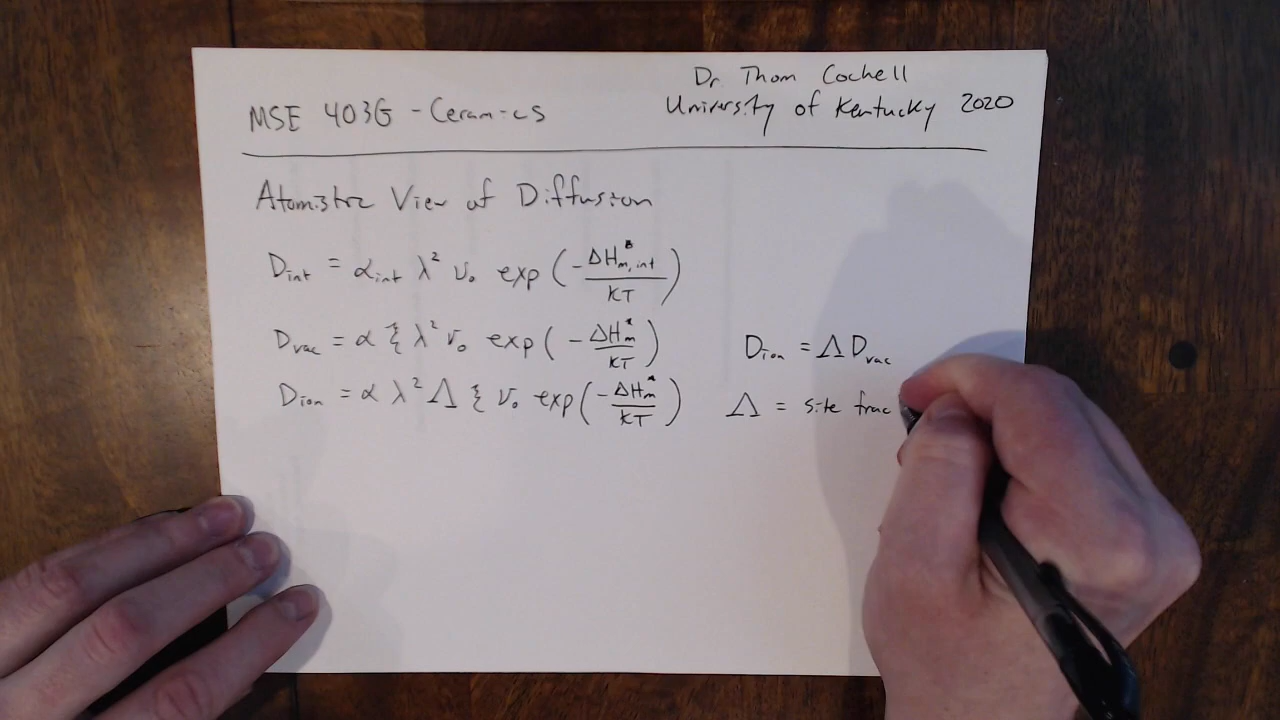 Dr. Thom Cochell
University of Kentucky 2020
MSE 403G - Ceramics
Atomistic View of Diffusion
D_int = α_int λ² ν₀ exp(-ΔH*_m,int / kT)
D_vac = α ξ λ² ν₀ exp(-ΔH*_m / kT)
D_ion = ΛD_vac
D_ion = α λ² Λ ξ ν₀ exp(-ΔH*_m / kT)
Λ = site frac